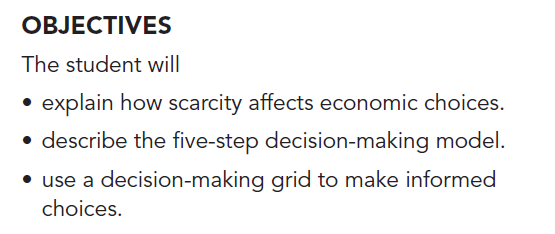 OBJECTIVES
The student will
• explain how scarcity affects economic choices.
• describe the five-step decision-making model.
• use a decision-making grid to make informed
choices.